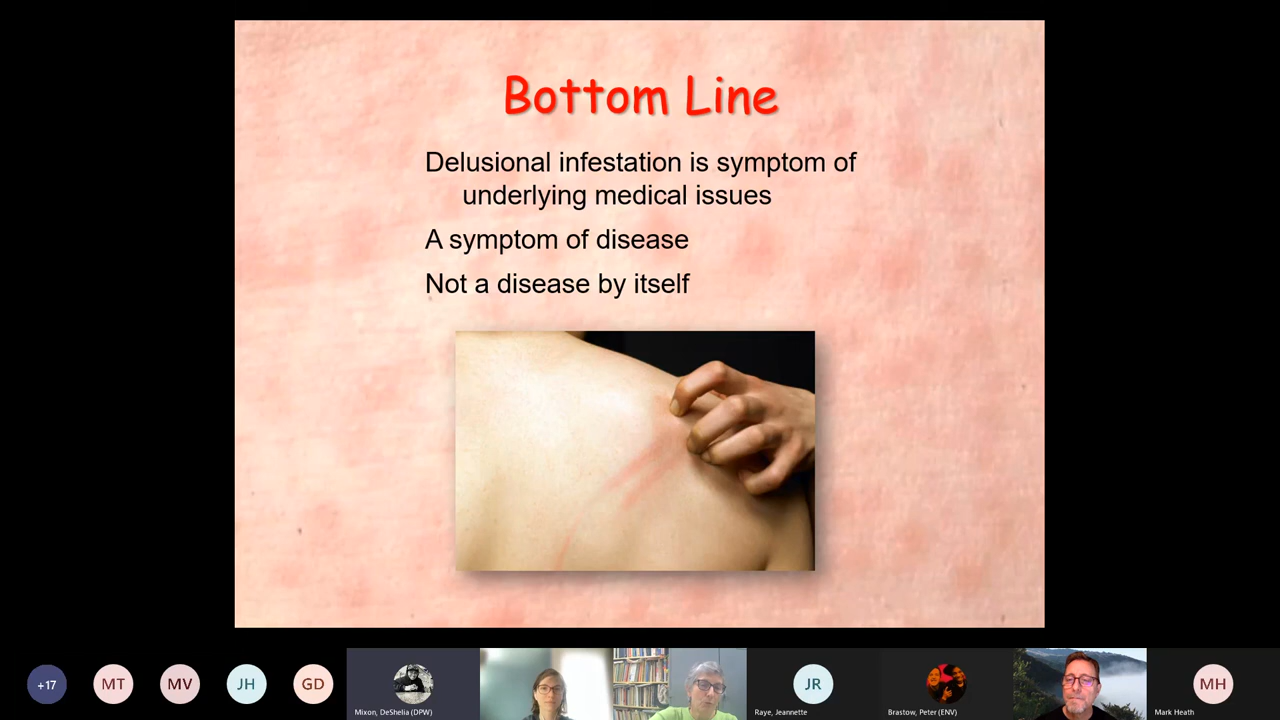 Bottom Line
Delusional infestation is symptom of
underlying medical issues
A symptom of disease
Not a disease by itself
+17
MT
MV
JH
GD
Mixon, DeShelia (DPW)
JR
Raye, Jeannette
Brastow, Peter (ENV)
MH
Mark Heath